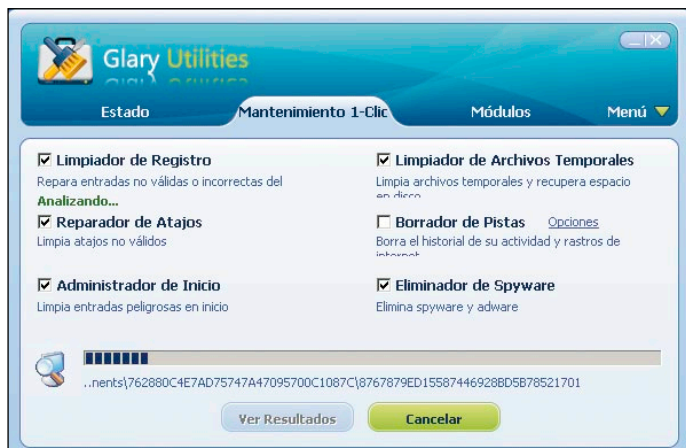 Glary Utilities
Estado
Mantenimiento 1-Clic
Módulos
Menú
Limpiador de Registro
Repara entradas no válidas o incorrectas del
Analizando...
Limpiador de Archivos Temporales
Limpia archivos temporales y recupera espacio
en disco
Reparador de Atajos
Limpia atajos no válidos
Borrador de Pistas Opciones
Borra el historial de su actividad y rastros de
internet
Administrador de Inicio
Limpia entradas peligrosas en inicio
Eliminador de Spyware
Elimina spyware y adware
..nents\762880C4E7AD75747A47095700C1087C\8767879ED15587446928BD5B78521701
Ver Resultados
Cancelar